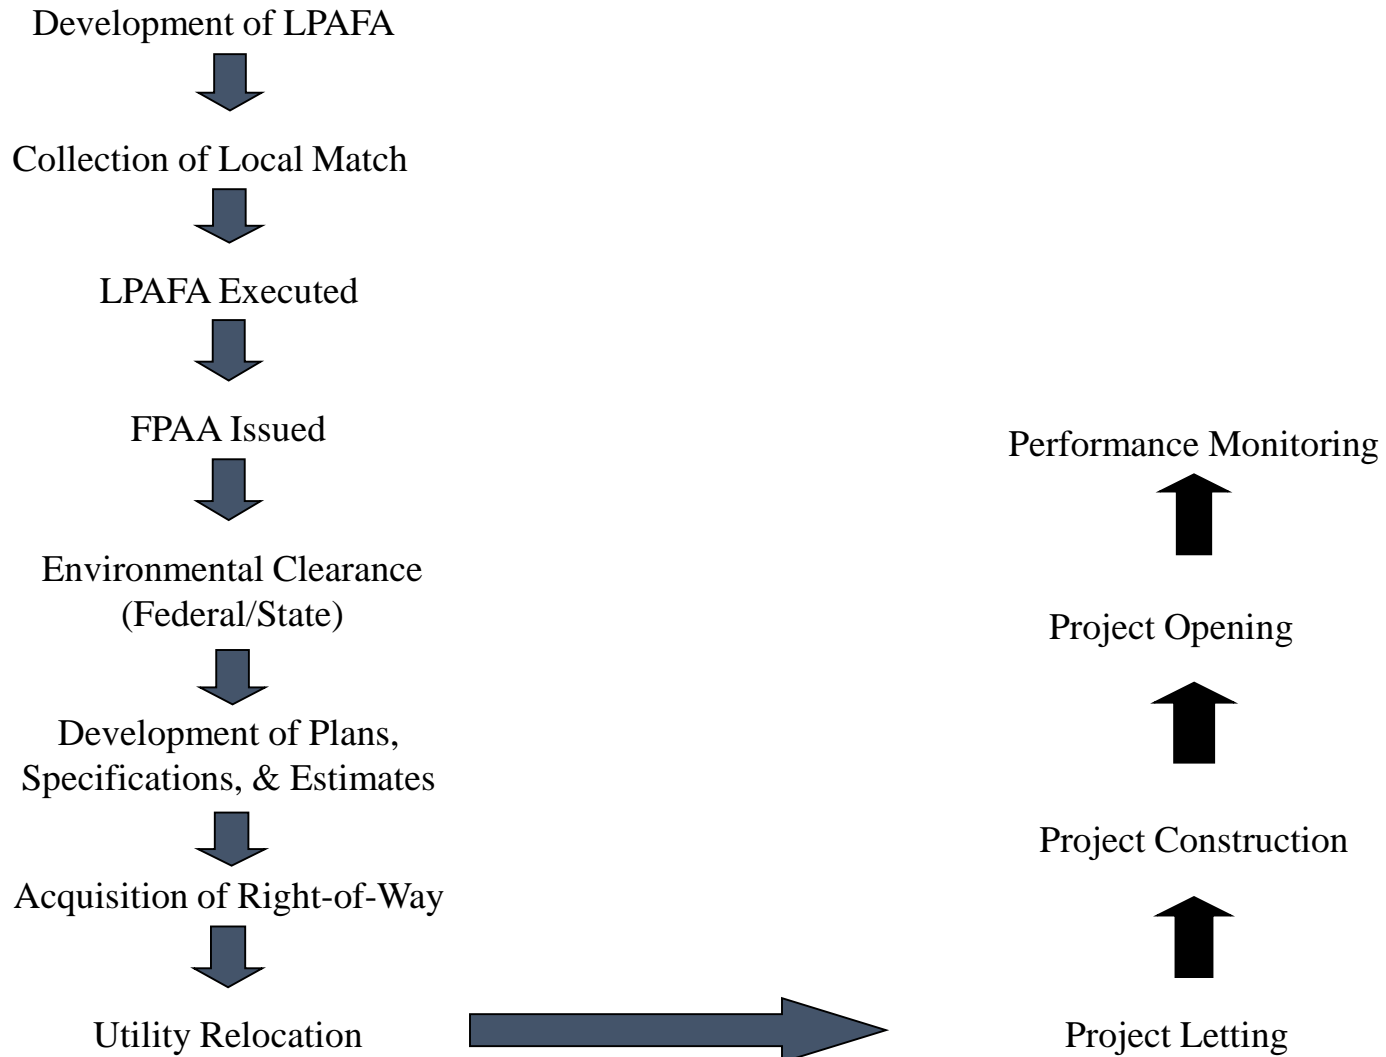 Development of LPAFA
Collection of Local Match
LPAFA Executed
FPAA Issued
Environmental Clearance
(Federal/State)
Development of Plans,
Specifications, & Estimates
Acquisition of Right-of-Way
Utility Relocation
Project Letting
Project Construction
Project Opening
Performance Monitoring